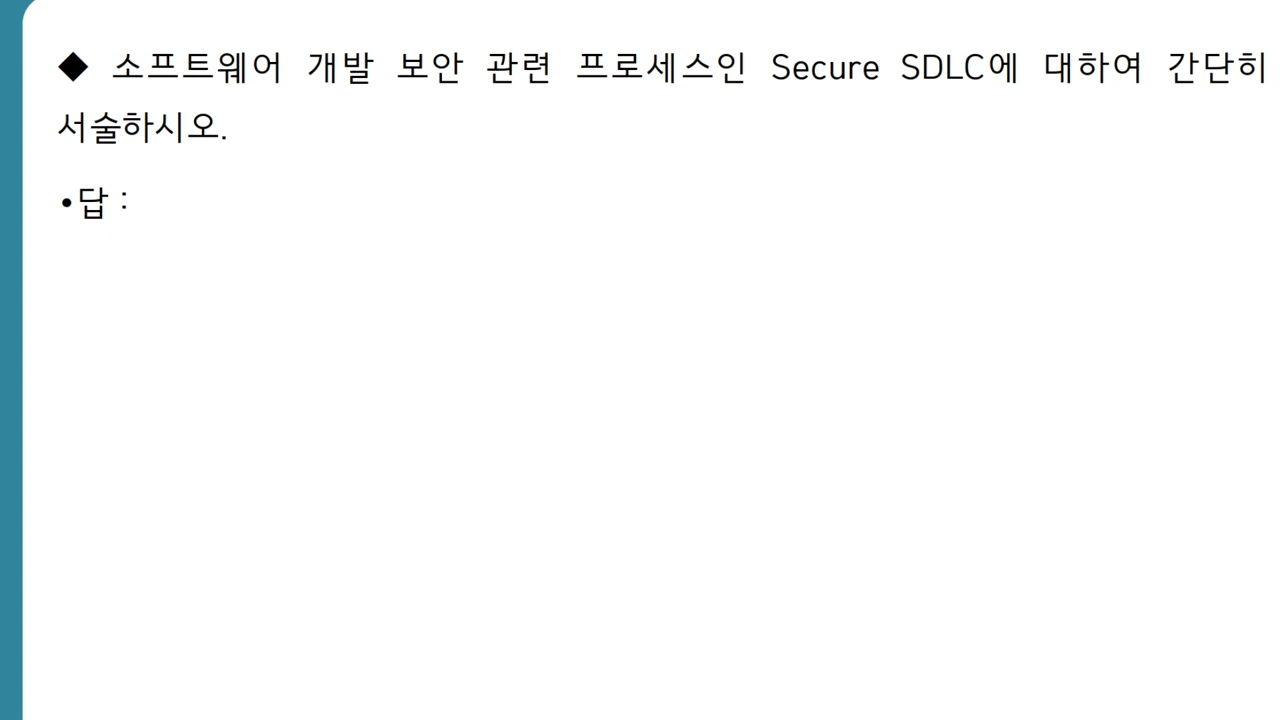 ◆ 소프트웨어 개발 보안 관련 프로세스인 Secure SDLC에 대하여 간단히
서술하시오.
•답 :